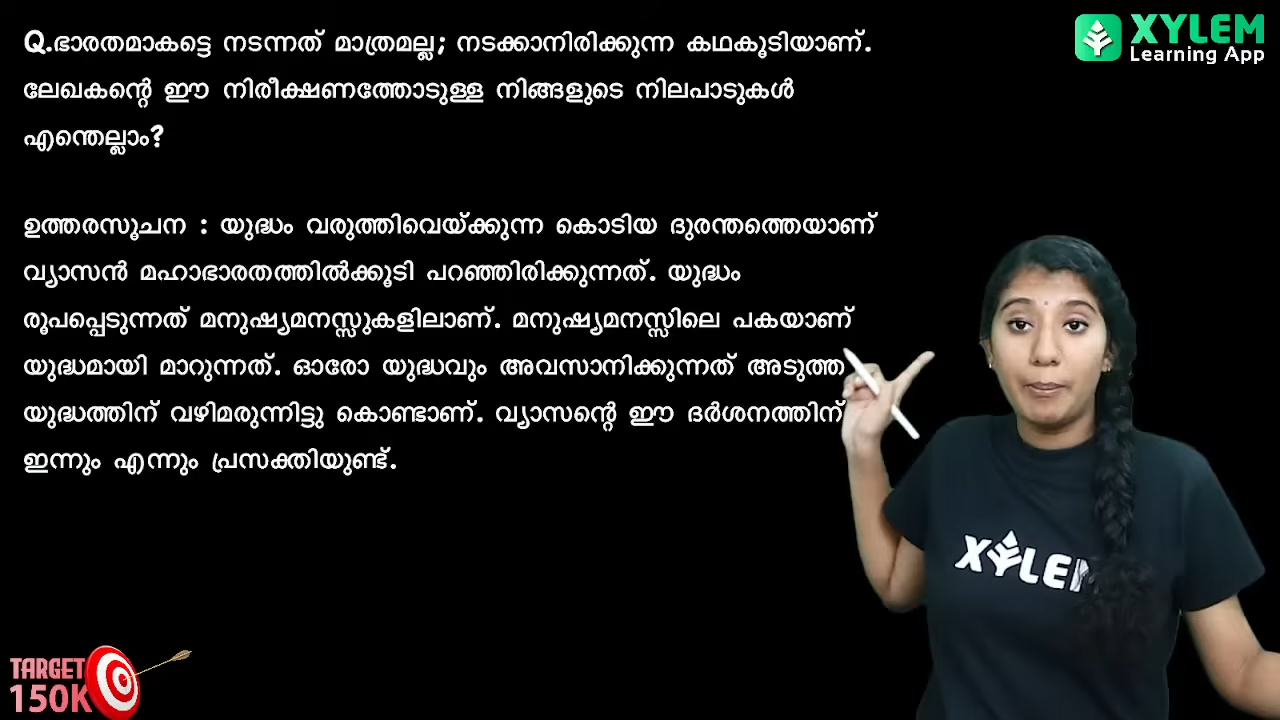 Q.ഭാരതമാകട്ടെ നടന്നത് മാത്രമല്ല; നടക്കാനിരിക്കുന്ന കഥകൂടിയാണ്.
ലേഖകന്റെ ഈ നിരീക്ഷണത്തോടുള്ള നിങ്ങളുടെ നിലപാടുകൾ
എന്തെല്ലാം?
ഉത്തരസൂചന : യുദ്ധം വരുത്തിവെയ്ക്കുന്ന കൊടിയ ദുരന്തത്തെയാണ്
വ്യാസൻ മഹാഭാരതത്തിൽക്കൂടി പറഞ്ഞിരിക്കുന്നത്. യുദ്ധം
രൂപപ്പെടുന്നത് മനുഷ്യമനസ്സുകളിലാണ്. മനുഷ്യമനസ്സിലെ പകയാണ്
യുദ്ധമായി മാറുന്നത്. ഓരോ യുദ്ധവും അവസാനിക്കുന്നത് അടുത്ത
യുദ്ധത്തിന് വഴിമരുന്നിട്ടു കൊണ്ടാണ്. വ്യാസന്റെ ഈ ദർശനത്തിന്
ഇന്നും എന്നും പ്രസക്തിയുണ്ട്.
XYLEM
Learning App
XYLEM
TARGET
150K